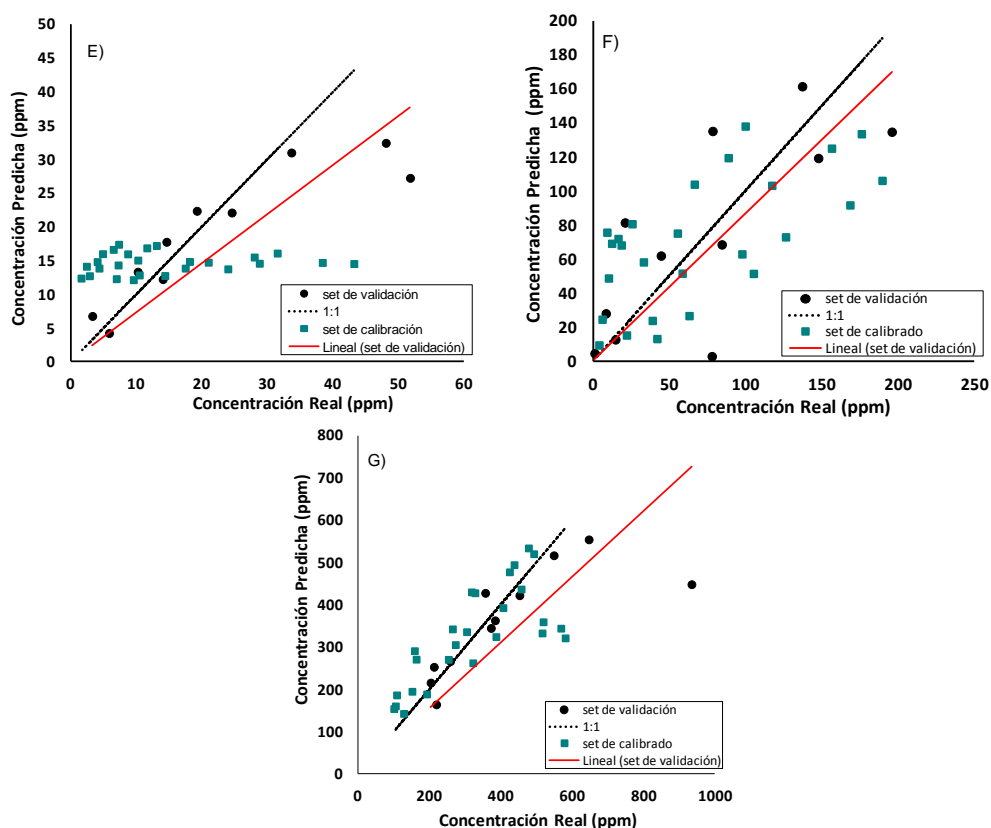 E)
Concentración Predicha (ppm)
50
45
40
35
30
25
20
15
10
5
0
0 10 20 30 40 50 60
Concentración Real (ppm)
set de validación
1:1
set de calibración
Lineal (set de validación)
F)
Concentración Predicha (ppm)
200
180
160
140
120
100
80
60
40
20
0
0 50 100 150 200 250
Concentración Real (ppm)
set de validación
1:1
set de calibrado
Lineal (set de validación)
G)
Concentración Predicha (ppm)
800
700
600
500
400
300
200
100
0
0 200 400 600 800 1000
Concentración Real (ppm)
set de validación
1:1
set de calibrado
Lineal (set de validación)